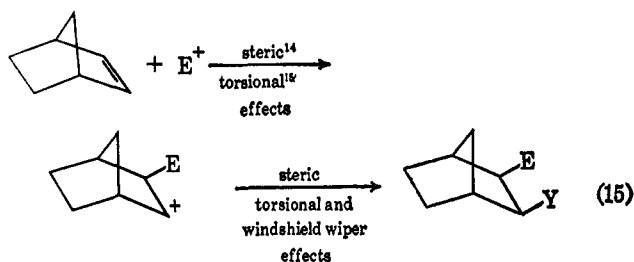 + E⁺ steric¹⁴
torsional¹⁵
effects
E
+
steric
torsional and
windshield wiper
effects
E
Y
(15)